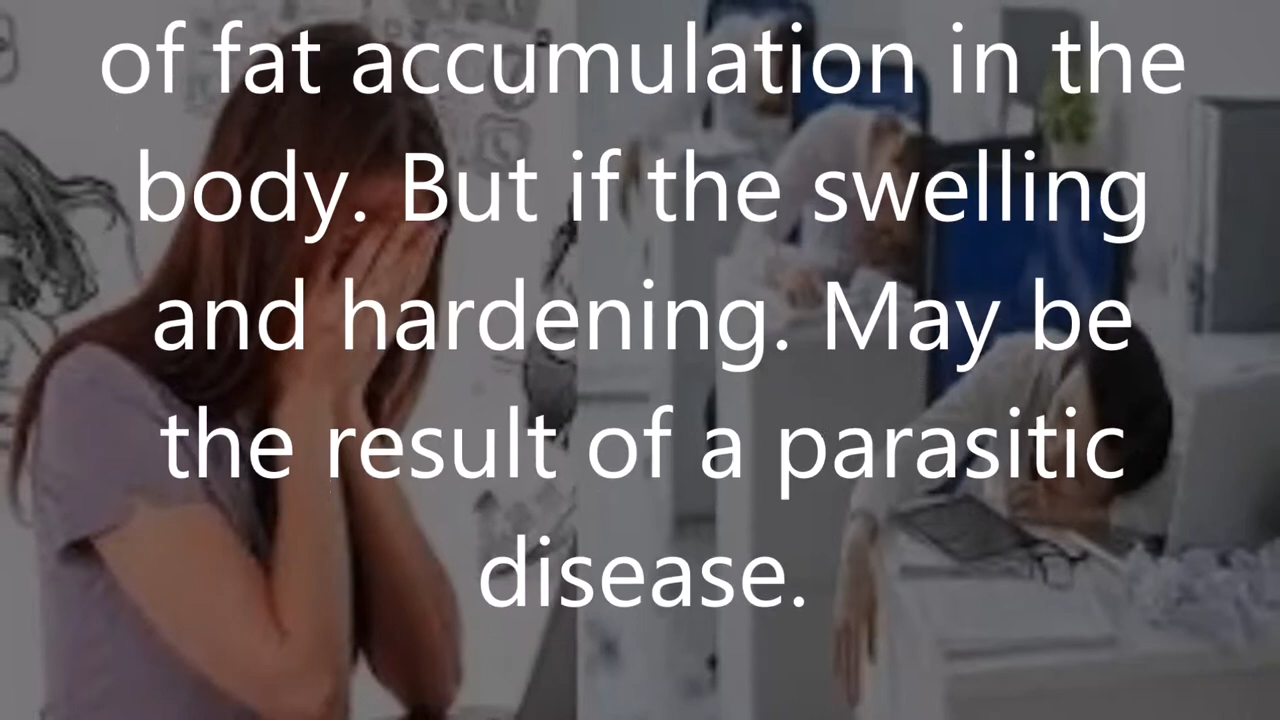 of fat accumulation in the
body. But if the swelling
and hardening. May be
the result of a parasitic
disease.